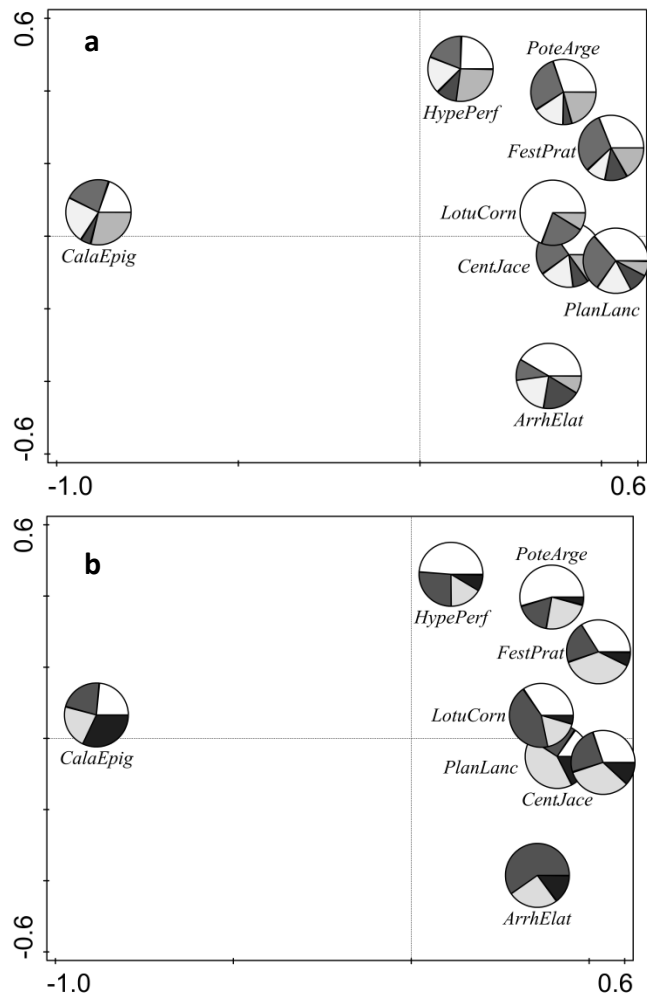 0.6
a
PoteArge
HypePerf
FestPrat
LotuCorn
CalaEpig
CentJace
PlanLanc
ArrhElat
-0.6
-1.0 0.6
0.6
b
PoteArge
HypePerf
FestPrat
LotuCorn
CalaEpig
PlanLanc
CentJace
ArrhElat
-0.6
-1.0 0.6